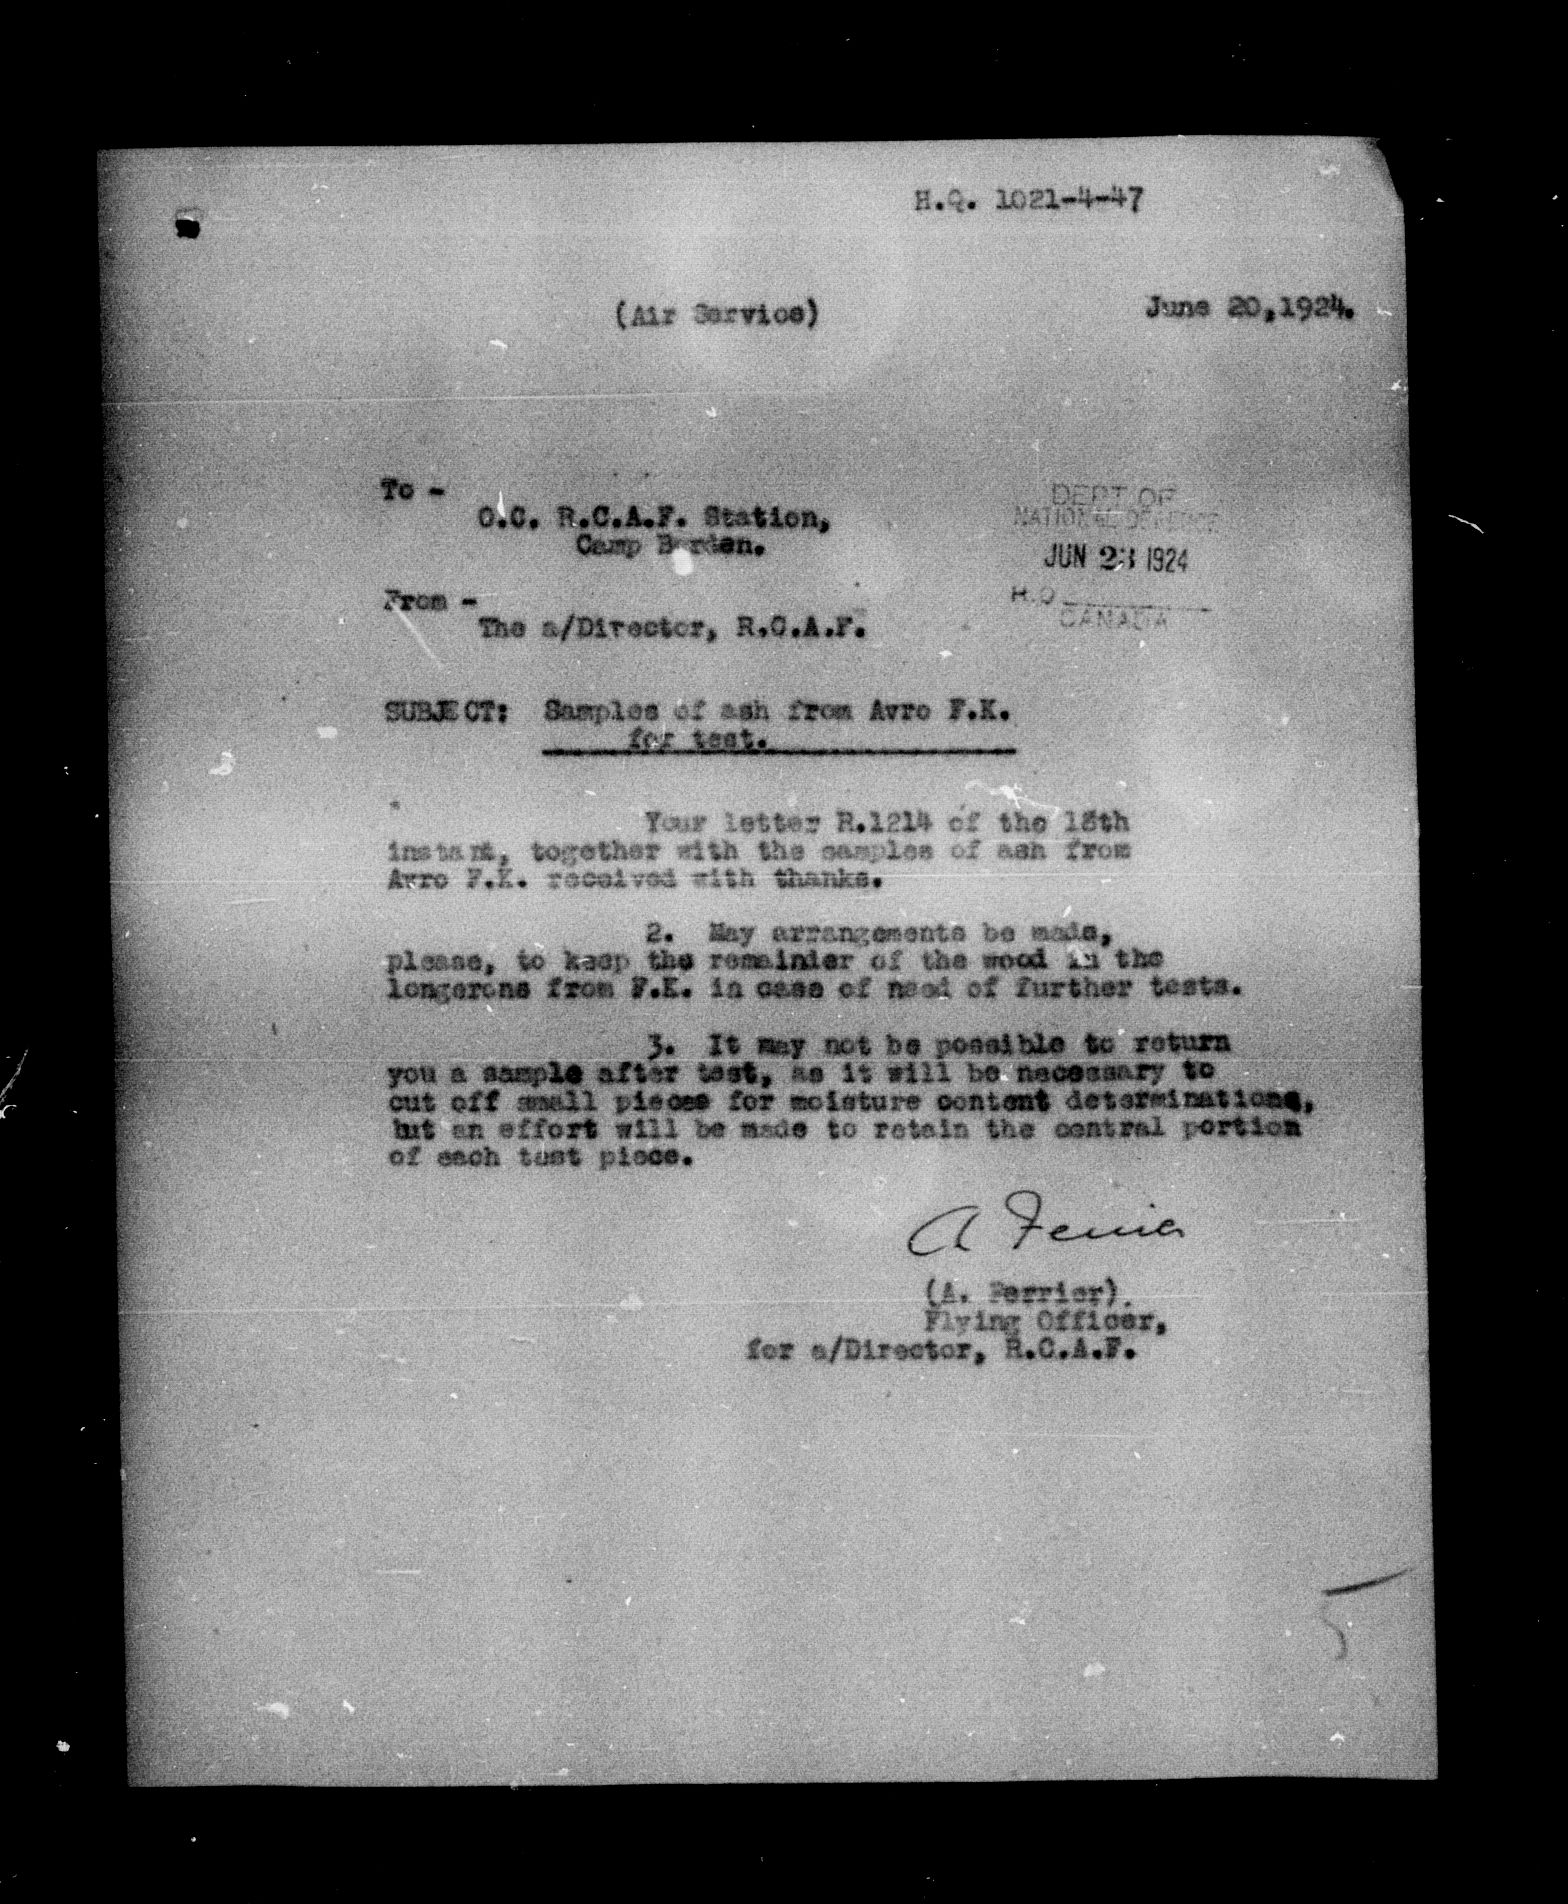 H.Q. 1021-4-47
(Air Service)
June 20,1924.
To -
O.C. R.C.A.F. Station,
Camp Borden.
DEPT OF
NATIONAL DEFENCE
JUN 23 1924
H.Q
CANADA
From -
The a/Director, R.C.A.F.
SUBJECT: Samples of ash from Avro F.K.
for test.
Your letter R.1214 of the 18th
instant, together with the samples of ash from
Avro F.K. received with thanks.
2. May arrangements be made,
please, to keep the remainder of the wood in the
longerons from F.K. in case of need of further tests.
3. It may not be possible to return
you a sample after test, as it will be necessary to
cut off small pieces for moisture content determinations,
but an effort will be made to retain the central portion
of each test piece.
A Ferrier
(A. Ferrier).
Flying Officer,
for a/Director, R.C.A.F.
5